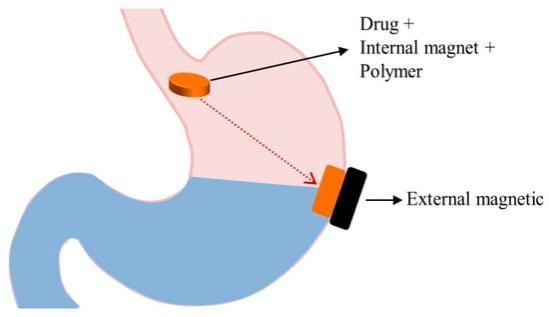 Drug +
Internal magnet +
Polymer
External magnetic